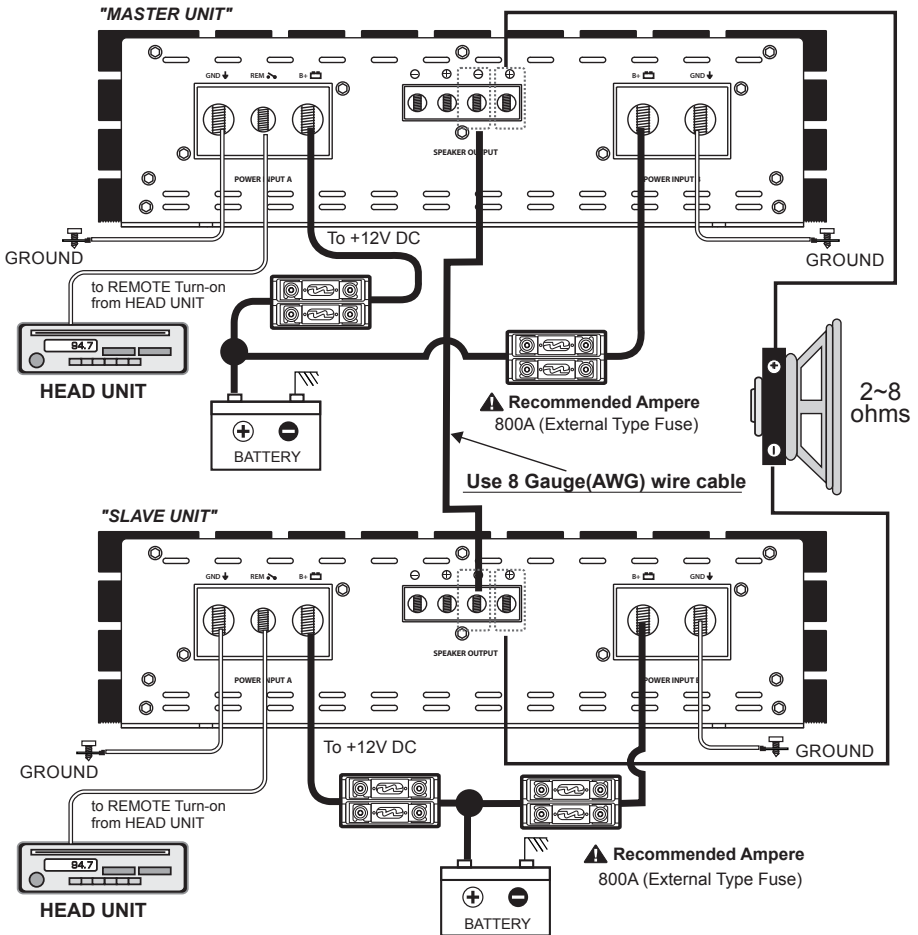 "MASTER UNIT"
GND REM B+
⊖ ⊕ ⊖ ⊕
B+ GND
SPEAKER OUTPUT
POWER INPUT A
POWER INPUT B
To +12V DC
GROUND
GROUND
to REMOTE Turn-on
from HEAD UNIT
94.7
HEAD UNIT
+ −
BATTERY
Recommended Ampere
800A (External Type Fuse)
+
−
2~8
ohms
Use 8 Gauge(AWG) wire cable
"SLAVE UNIT"
GND REM B+
⊖ ⊕ ⊕
B+ GND
SPEAKER OUTPUT
POWER INPUT A
POWER INPUT
To +12V DC
GROUND
GROUND
to REMOTE Turn-on
from HEAD UNIT
94.7
HEAD UNIT
+ −
BATTERY
Recommended Ampere
800A (External Type Fuse)